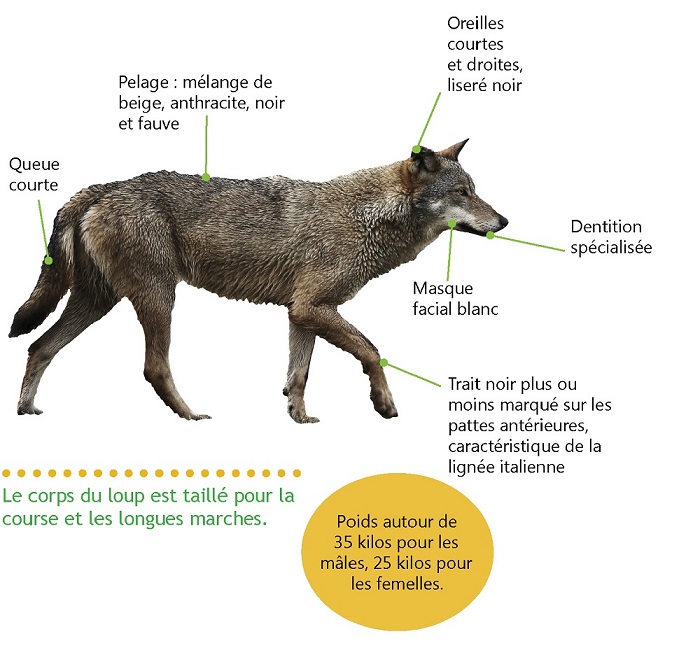 Oreilles
courtes
et droites,
liseré noir
Pelage : mélange de
beige, anthracite, noir
et fauve
Queue
courte
Dentition
spécialisée
Masque
facial blanc
Trait noir plus ou
moins marqué sur les
pattes antérieures,
caractéristique de la
lignée italienne
Le corps du loup est taillé pour la
course et les longues marches.
Poids autour de
35 kilos pour les
mâles, 25 kilos pour
les femelles.